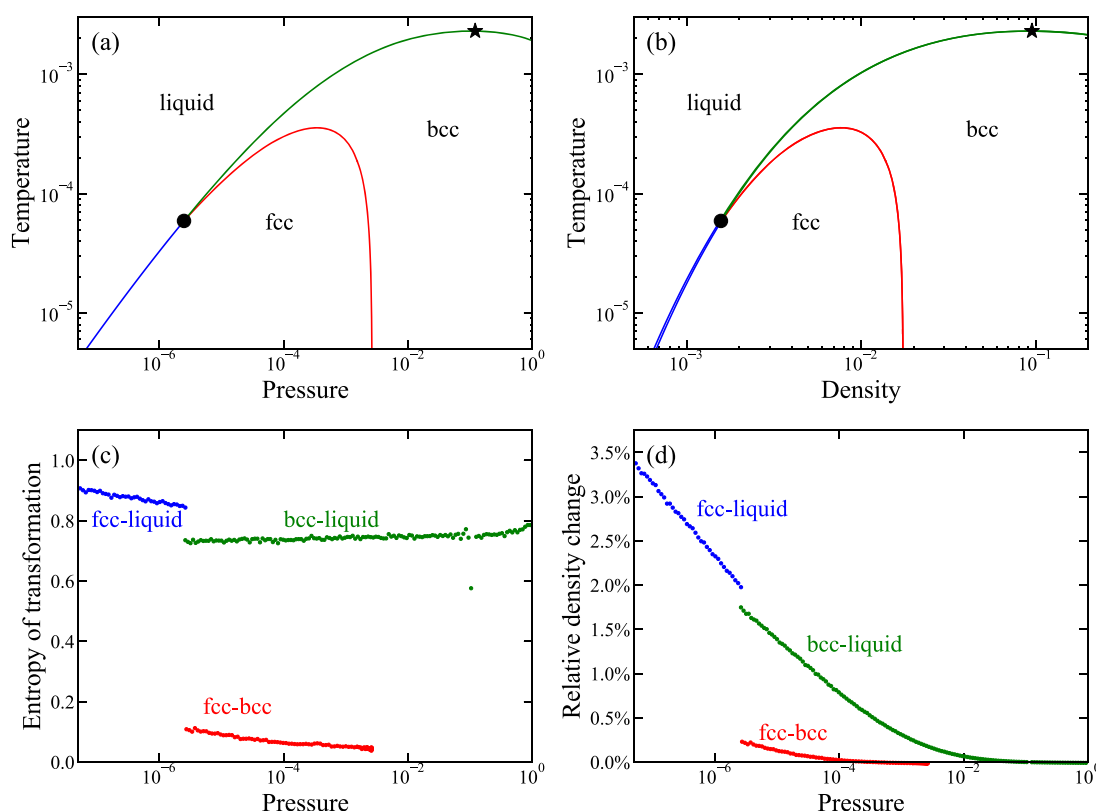 (a)
liquid
bcc
fcc
Temperature
10⁻³
10⁻⁴
10⁻⁵
10⁻⁶
10⁻⁴
10⁻²
10⁰
Pressure
(b)
liquid
bcc
fcc
Temperature
10⁻³
10⁻⁴
10⁻⁵
10⁻³
10⁻²
10⁻¹
Density
(c)
fcc-liquid
bcc-liquid
fcc-bcc
Entropy of transformation
1.0
0.8
0.6
0.4
0.2
0.0
10⁻⁶
10⁻⁴
10⁻²
10⁰
Pressure
(d)
fcc-liquid
bcc-liquid
fcc-bcc
Relative density change
3.5%
3.0%
2.5%
2.0%
1.5%
1.0%
0.5%
0.0%
10⁻⁶
10⁻⁴
10⁻²
10⁰
Pressure